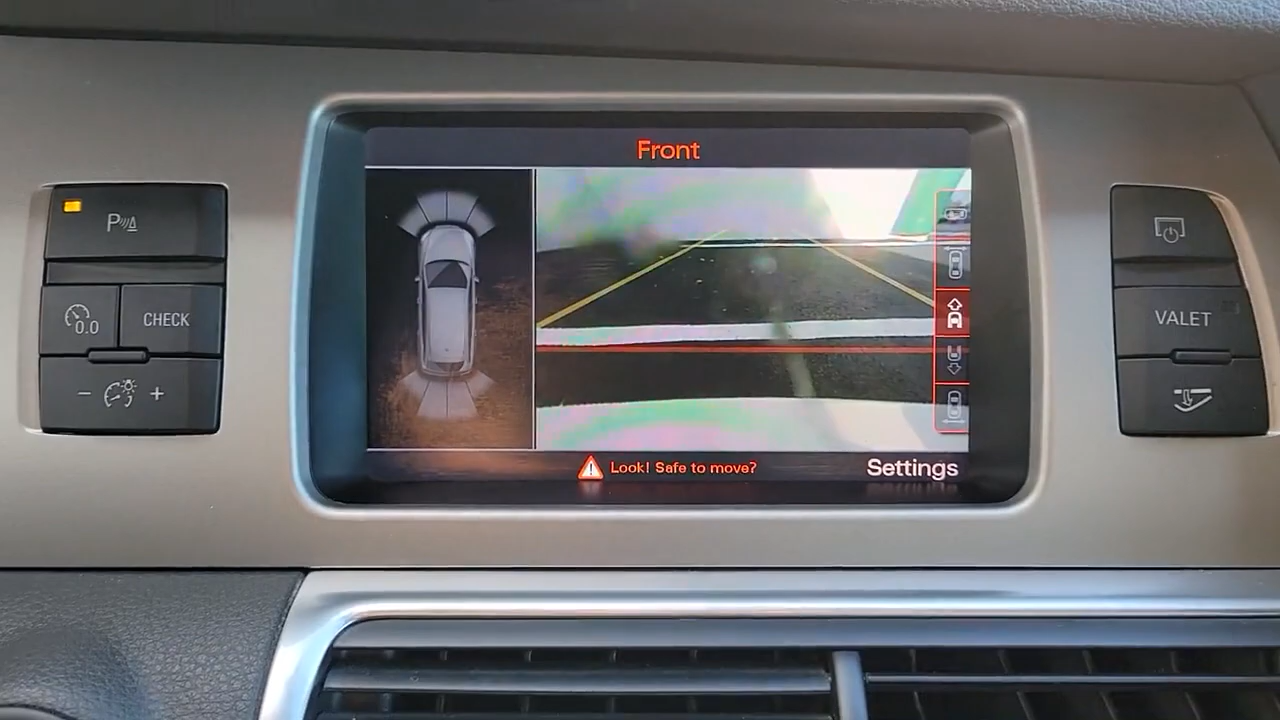 Front
P
0.0
CHECK
- +
VALET
Look! Safe to move?
Settings